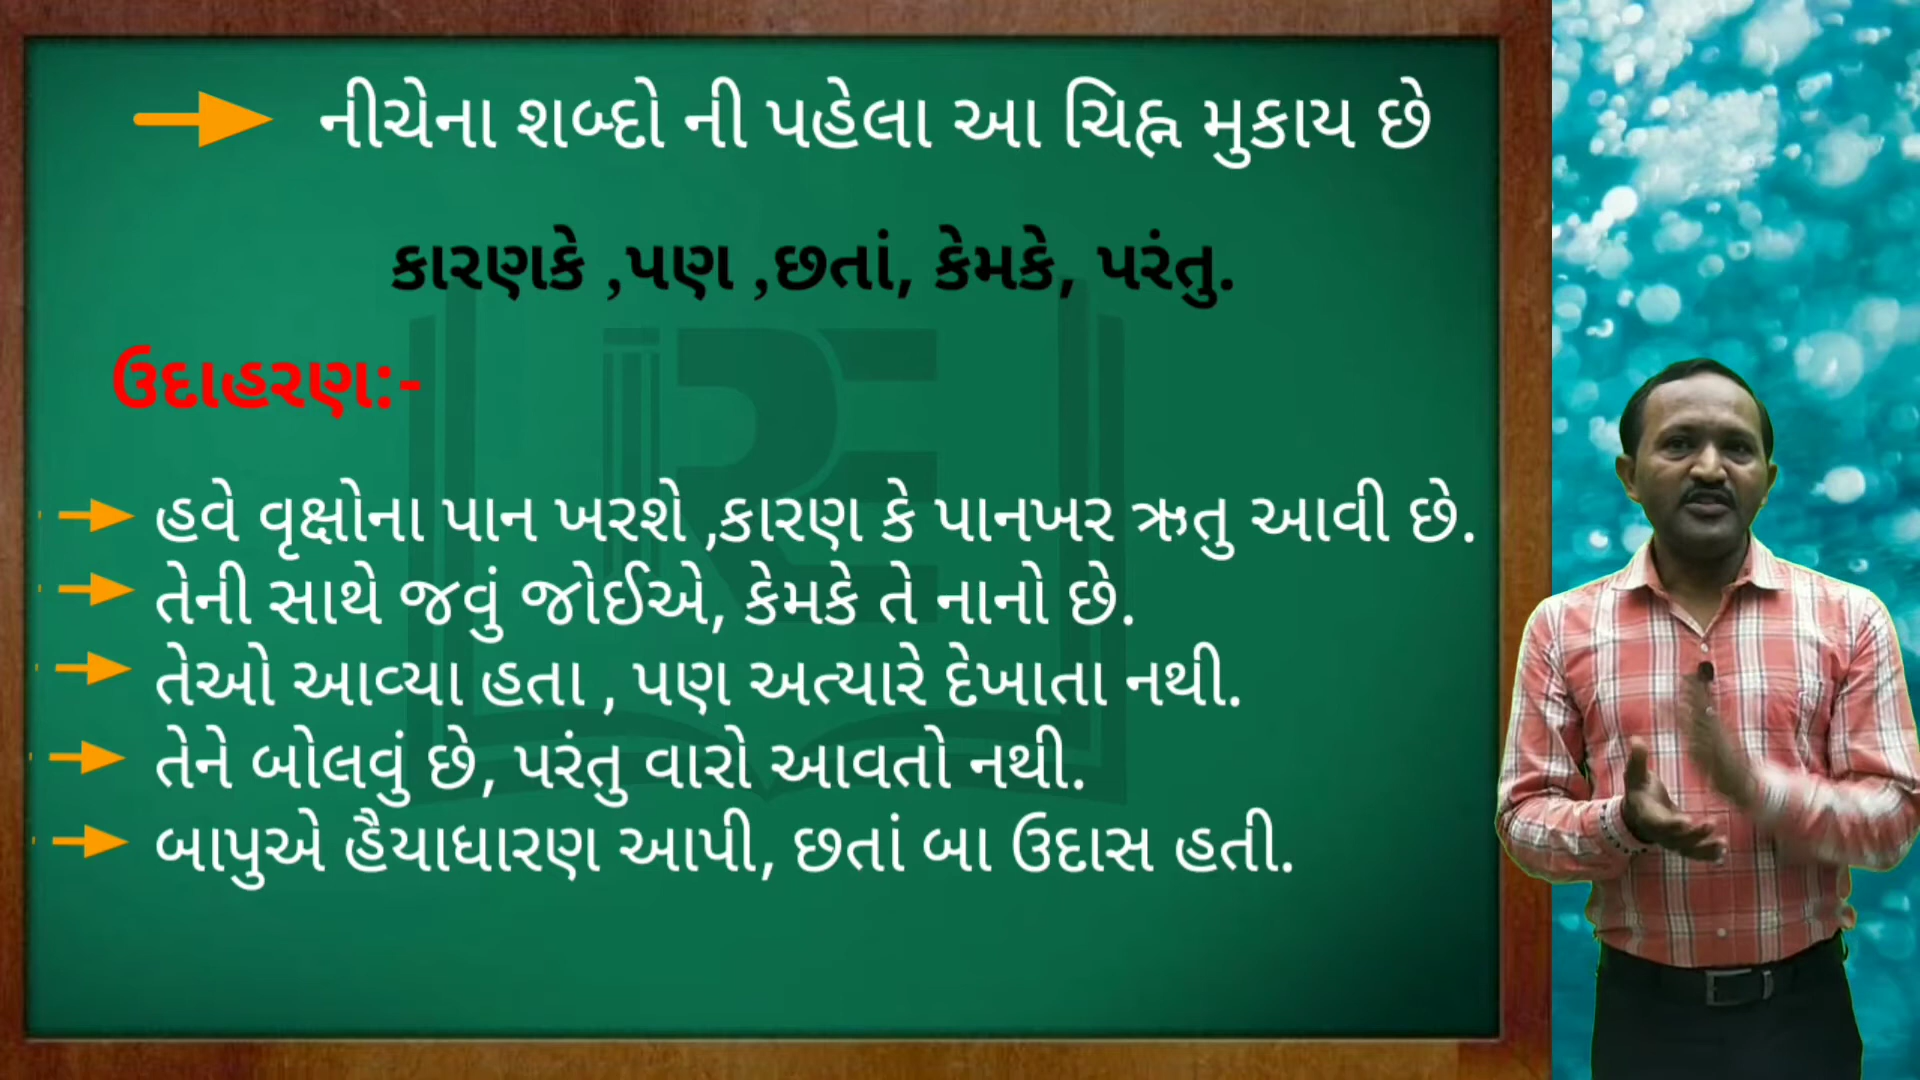 નીચેના શબ્દો ની પહેલા આ ચિહ્ન મુકાય છે
કારણકે ,પણ ,છતાં, કેમકે, પરંતુ.
ઉદાહરણ:-
હવે વૃક્ષોના પાન ખરશે ,કારણ કે પાનખર ઋતુ આવી છે.
તેની સાથે જવું જોઈએ, કેમકે તે નાનો છે.
તેઓ આવ્યા હતા , પણ અત્યારે દેખાતા નથી.
તેને બોલવું છે, પરંતુ વારો આવતો નથી.
બાપુએ હૈયાધારણ આપી, છતાં બા ઉદાસ હતી.